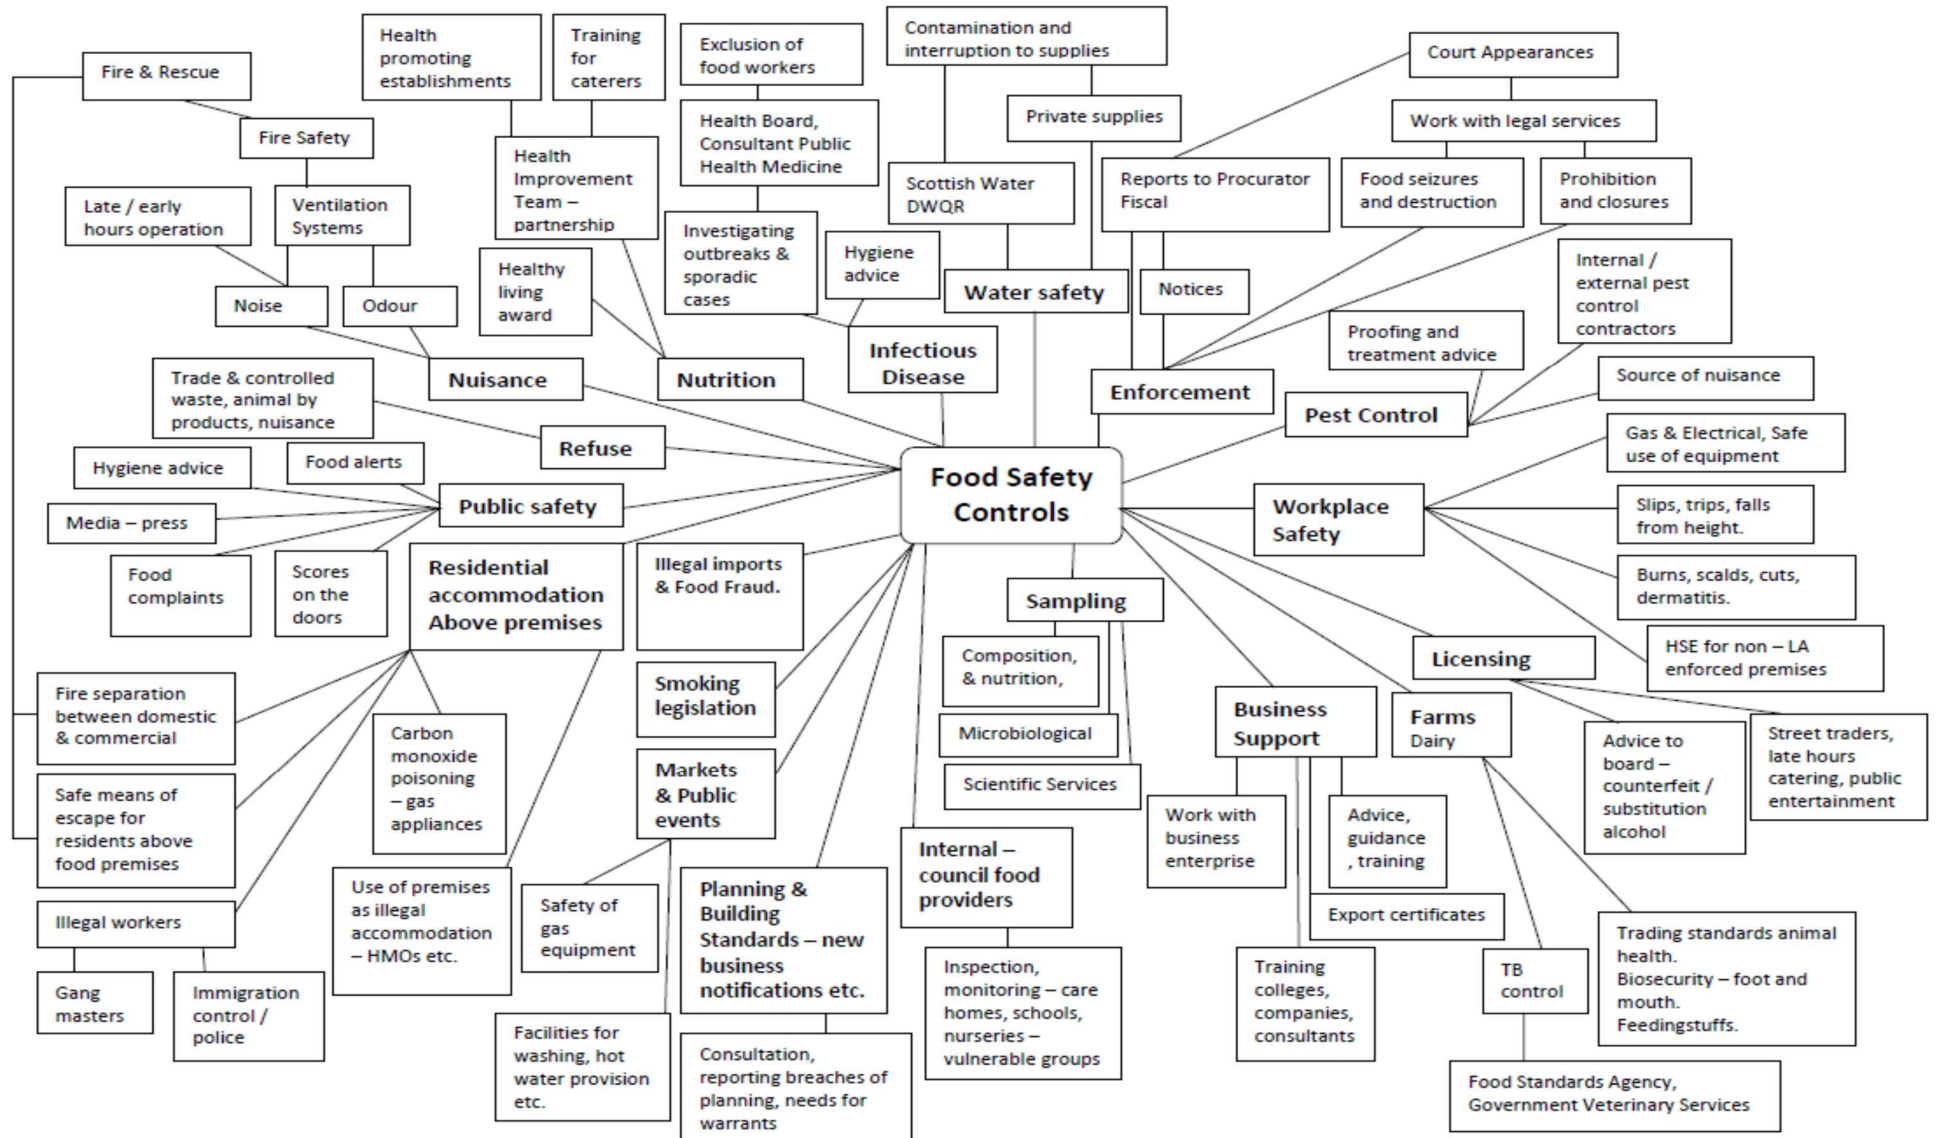 Fire & Rescue
Health
promoting
establishments
Training
for
caterers
Exclusion of
food workers
Contamination and
interruption to supplies
Court Appearances
Fire Safety
Health
Improvement
Team –
partnership
Health Board,
Consultant Public
Health Medicine
Private supplies
Work with legal services
Late / early
hours operation
Ventilation
Systems
Scottish Water
DWQR
Reports to Procurator
Fiscal
Food seizures
and destruction
Prohibition
and closures
Healthy
living
award
Investigating
outbreaks &
sporadic
cases
Hygiene
advice
Water safety
Notices
Internal /
external pest
control
contractors
Noise
Odour
Proofing and
treatment advice
Nuisance
Nutrition
Infectious
Disease
Enforcement
Source of nuisance
Trade & controlled
waste, animal by
products, nuisance
Pest Control
Refuse
Gas & Electrical, Safe
use of equipment
Hygiene advice
Food alerts
Food Safety
Controls
Public safety
Workplace
Safety
Slips, trips, falls
from height.
Media – press
Food
complaints
Scores
on the
doors
Residential
accommodation
Above premises
Illegal imports
& Food Fraud.
Burns, scalds, cuts,
dermatitis.
Sampling
HSE for non – LA
enforced premises
Composition,
& nutrition,
Licensing
Fire separation
between domestic
& commercial
Smoking
legislation
Carbon
monoxide
poisoning
– gas
appliances
Microbiological
Business
Support
Farms
Dairy
Advice to
board –
counterfeit /
substitution
alcohol
Street traders,
late hours
catering, public
entertainment
Safe means of
escape for
residents above
food premises
Markets
& Public
events
Scientific Services
Work with
business
enterprise
Advice,
guidance
, training
Internal –
council food
providers
Use of premises
as illegal
accommodation
– HMOs etc.
Safety of
gas
equipment
Planning &
Building
Standards – new
business
notifications etc.
Export certificates
Illegal workers
Trading standards animal
health.
Biosecurity – foot and
mouth.
Feedingstuffs.
Gang
masters
Immigration
control /
police
Inspection,
monitoring – care
homes, schools,
nurseries –
vulnerable groups
Training
colleges,
companies,
consultants
TB
control
Facilities for
washing, hot
water provision
etc.
Consultation,
reporting breaches of
planning, needs for
warrants
Food Standards Agency,
Government Veterinary Services